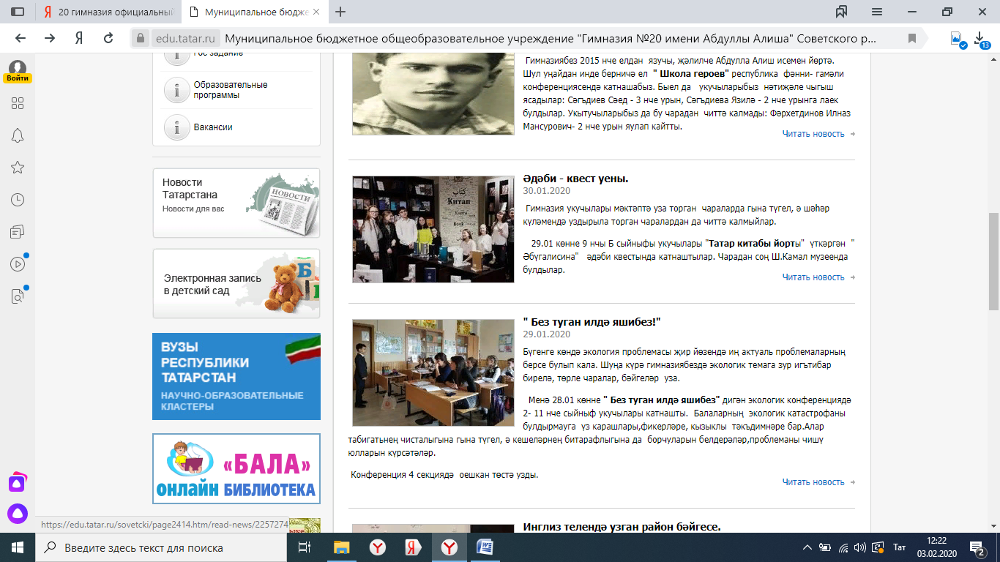 20 гимназия официальный
Муниципальное бюдже
edu.tatar.ru
Муниципальное бюджетное общеобразовательное учреждение "Гимназия №20 имени Абдуллы Алиша" Советского р...
13
Войти
Гос задание
Образовательные
программы
Вакансии
Новости
Татарстана
Новости для вас
НОВОСТИ
Электронная запись
в детский сад
Б
ВУЗЫ
РЕСПУБЛИКИ
ТАТАРСТАН
НАУЧНО-ОБРАЗОВАТЕЛЬНЫЕ
КЛАСТЕРЫ
«БАЛА»
ОНЛАЙН БИБЛИОТЕКА
Гимназиябез 2015 нче елдан язучы, җәлилче Абдулла Алиш исемен йөртә.
Шул уңайдан инде берничә ел " Школа героев" республика фәнни- гамәли
конференциясендә катнашабыз. Быел да укучыларыбыз нәтиҗәле чыгыш
ясадылар: Сәгъдиев Сәед - 3 нче урын, Сәгъдиева Язилә - 2 нче урынга лаек
булдылар. Укытучыларыбыз да бу чарадан читтә калмады: Фәрхетдинов Илназ
Мансурович- 2 нче урын яулап кайтты.
Читать новость
Әдәби - квест уены.
30.01.2020
Китап
Книга
Book
Гимназия укучылары мәктәптә уза торган чараларда гына түгел, ә шәһәр
күләмендә уздырыла торган чаралардан да читтә калмыйлар.
29.01 көнне 9 нчы Б сыйныфы укучылары "Татар китабы йорты" үткәргән "
Әбугалисина" әдәби квестында катнаштылар. Чарадан соң Ш.Камал музеенда
булдылар.
Читать новость
" Без туган илдә яшибез!"
29.01.2020
Бүгенге көндә экология проблемасы җир йөзендә иң актуаль проблемаларның
берсе булып кала. Шуңа күрә гимназиябездә экологик темага зур игътибар
бирелә, төрле чаралар, бәйгеләр уза.
Менә 28.01 көнне " Без туган илдә яшибез" дигән экологик конференциядә
2- 11 нче сыйныф укучылары катнашты. Балаларның экологик катастрофаны
булдырмауга үз карашлары,фикерләре, кызыклы тәкъдимнәре бар.Алар
табигатьнең чисталыгына гына түгел, ә кешеләрнең битарафлыгына да борчуларын белдерәләр,проблеманы чишү
юлларын күрсәтәләр.
Конференция 4 секциядә оешкан төстә узды.
Читать новость
Инглиз телендә узган район бәйгесе.
https://edu.tatar.ru/sovetcki/page2414.htm/read-news/2257274
Введите здесь текст для поиска
Тат
12:22
03.02.2020
2